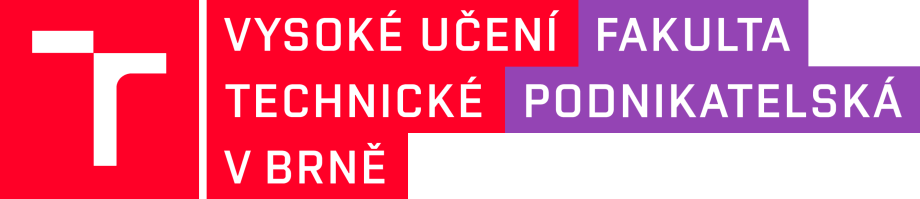 VYSOKÉ UČENÍ FAKULTA
TECHNICKÉ PODNIKATELSKÁ
V BRNĚ